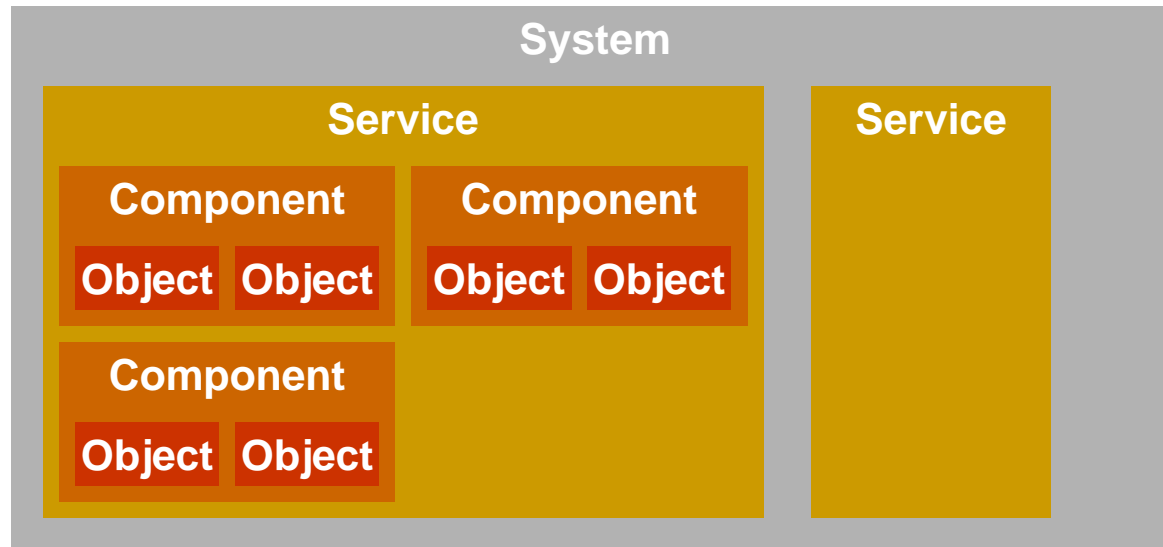 System
Service
Service
Component
Component
Object Object
Object Object
Component
Object Object